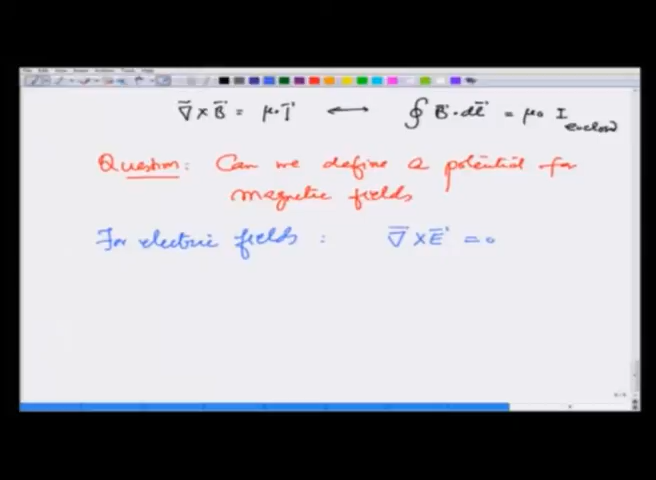 ∇̄ × B̄ = μ₀ J̄ ⟷ ∮ B̄ · dl̄ = μ₀ I enclosed
Question: Can we define a potential for
magnetic fields
For electric fields : ∇̄ × Ē = 0